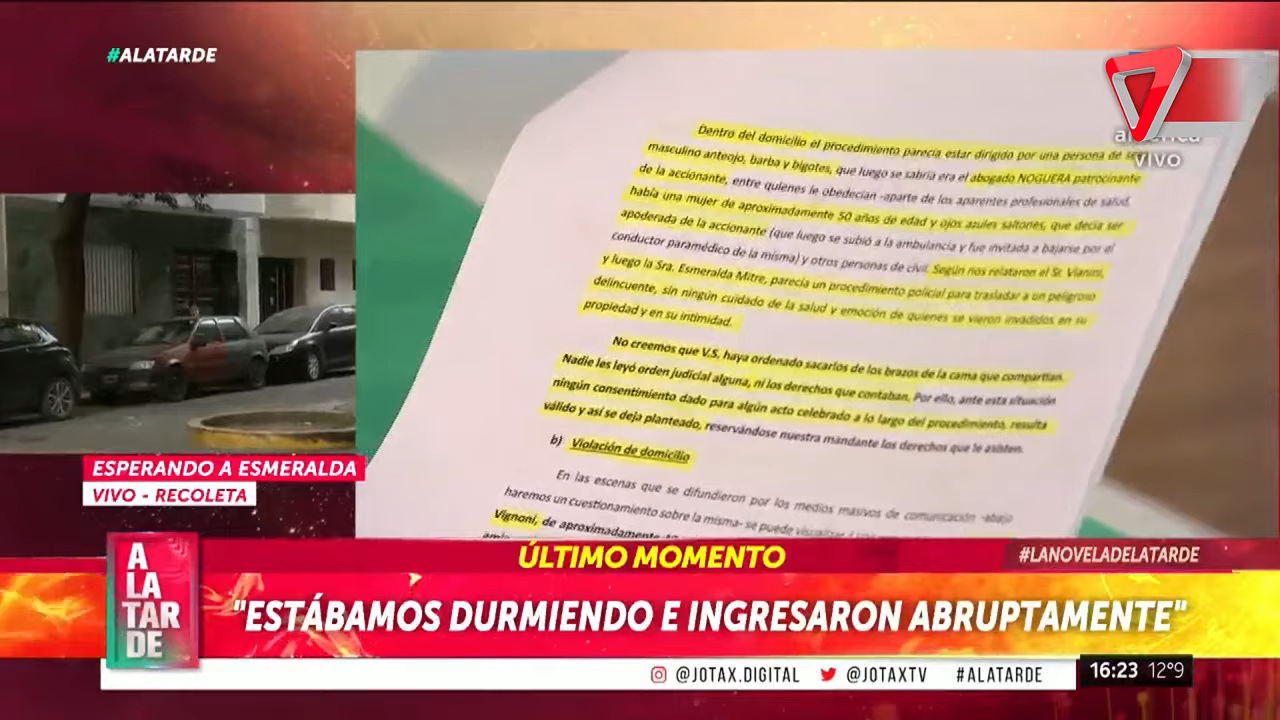 #ALATARDE
américa
VIVO
Dentro del domicilio el procedimiento parecía estar dirigido por una persona de
masculino anteojo, barba y bigotes, que luego se sabría era el abogado NOGUERA patrocinante
de la accionante, entre quienes le obedecían -aparte de los aparentes profesionales de salud,
había una mujer de aproximadamente 50 años de edad y ojos azules saltones, que decía ser
apoderada de la accionante (que luego se subió a la ambulancia y fue invitada a bajarse por el
conductor paramédico de la misma) y otros personas de civil. Según nos relataron el Sr. Vianini,
y luego la Sra. Esmeralda Mitre, parecía un procedimiento policial para trasladar a un peligroso
delincuente, sin ningún cuidado de la salud y emoción de quienes se vieron invadidos en su
propiedad y en su intimidad.
No creemos que V.S. haya ordenado sacarlos de los brazos de la cama que compartían.
Nadie les leyó orden judicial alguna, ni los derechos que contaban. Por ello, ante esta situación
ningún consentimiento dado para algún acto celebrado a lo largo del procedimiento, resulta
válido y así se deja planteado, reservándose nuestra mandante los derechos que le asisten.
b) Violación de domicilio
En las escenas que se difundieron por los medios masivos de comunicación -abajo
haremos un cuestionamiento sobre la misma- se puede visualizar
Vignoni, de aproximadamente
ESPERANDO A ESMERALDA
VIVO - RECOLETA
ÚLTIMO MOMENTO
#LANOVELADELATARDE
A
LA
TAR
DE
"ESTÁBAMOS DURMIENDO E INGRESARON ABRUPTAMENTE"
@JOTAX.DIGITAL
@JOTAXTV
#ALATARDE
16:23 12°9